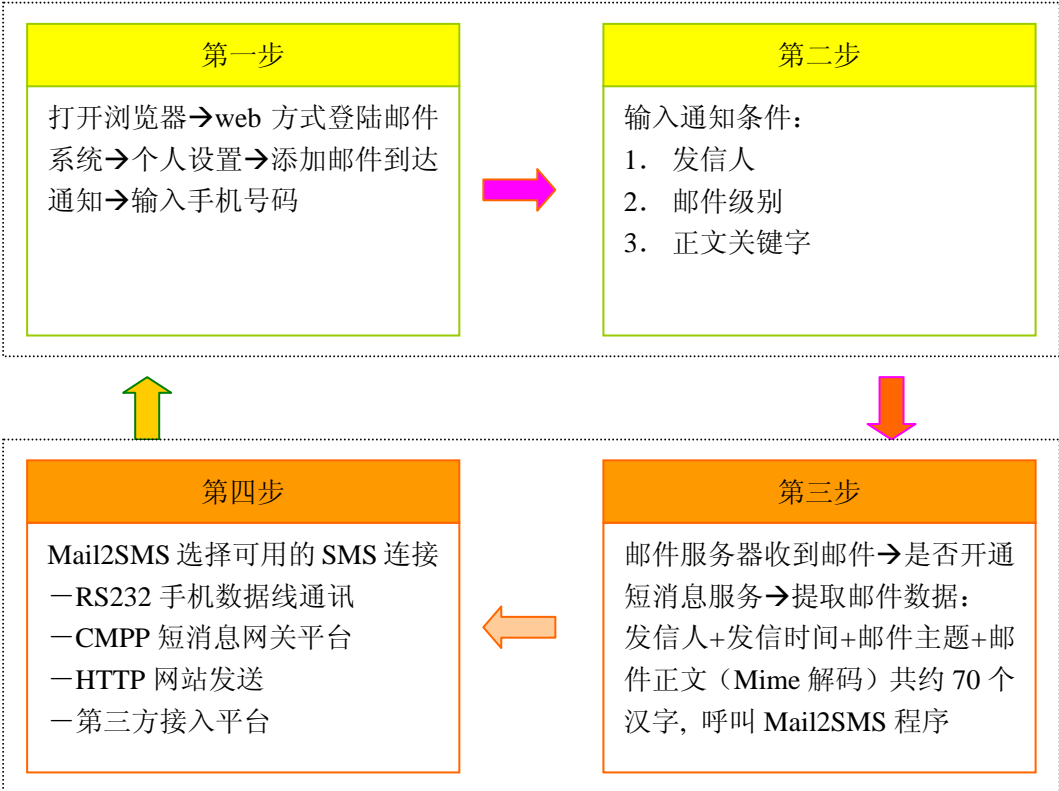 第一步
打开浏览器→web 方式登陆邮件
系统→个人设置→添加邮件到达
通知→输入手机号码
第二步
输入通知条件：
1． 发信人
2． 邮件级别
3． 正文关键字
第三步
邮件服务器收到邮件→是否开通
短消息服务→提取邮件数据：
发信人+发信时间+邮件主题+邮
件正文（Mime 解码）共约 70 个
汉字, 呼叫 Mail2SMS 程序
第四步
Mail2SMS 选择可用的 SMS 连接
－RS232 手机数据线通讯
－CMPP 短消息网关平台
－HTTP 网站发送
－第三方接入平台